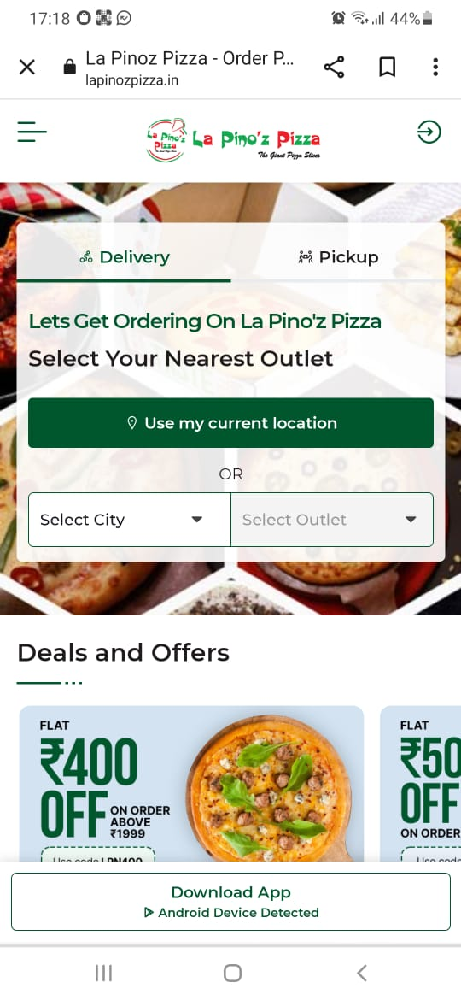 17:18
44%
La Pinoz Pizza - Order P...
lapinozpizza.in
La Pino'z Pizza
La Pino'z Pizza
The Giant Pizza Slices
Delivery
Pickup
Lets Get Ordering On La Pino'z Pizza
Select Your Nearest Outlet
Use my current location
OR
Select City
Select Outlet
Deals and Offers
FLAT
₹400
OFF
ON ORDER
ABOVE
₹1999
Use code LPN400
FLAT
₹50
OFF
ON ORDER
Use code
Download App
Android Device Detected